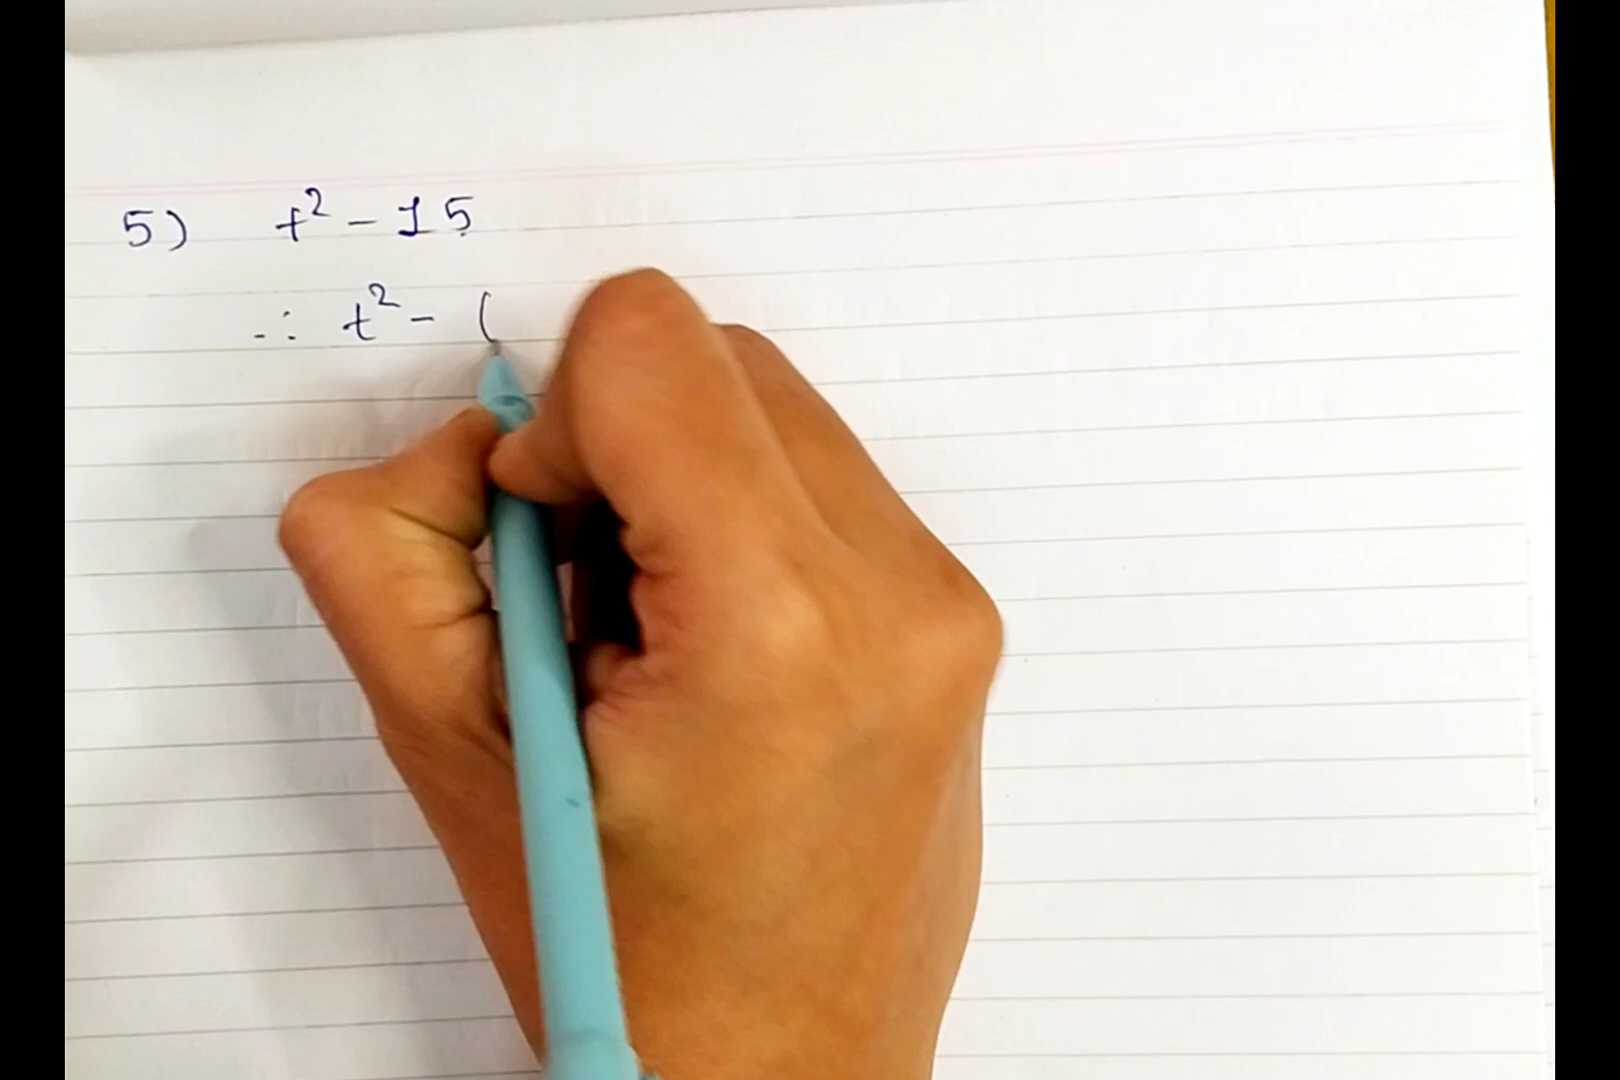 5) t² - 15
∴ t² - (